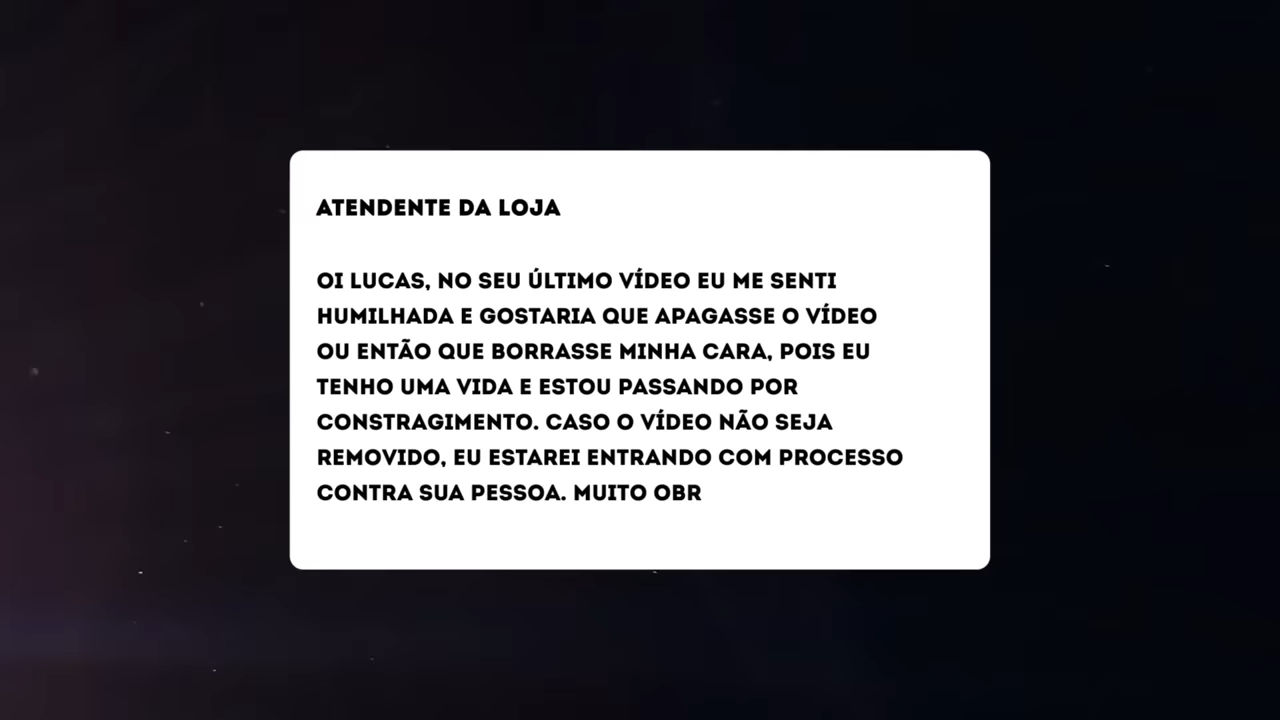 ATENDENTE DA LOJA
OI LUCAS, NO SEU ÚLTIMO VÍDEO EU ME SENTI
HUMILHADA E GOSTARIA QUE APAGASSE O VÍDEO
OU ENTÃO QUE BORRASSE MINHA CARA, POIS EU
TENHO UMA VIDA E ESTOU PASSANDO POR
CONSTRAGIMENTO. CASO O VÍDEO NÃO SEJA
REMOVIDO, EU ESTAREI ENTRANDO COM PROCESSO
CONTRA SUA PESSOA. MUITO OBR